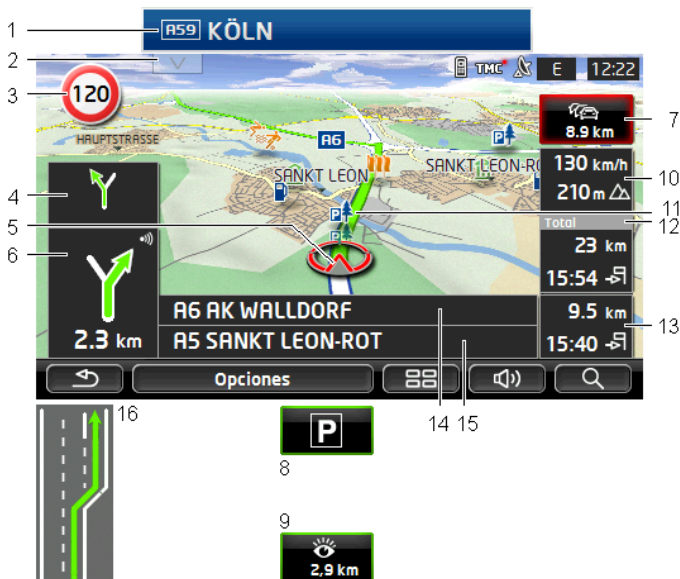 1
A59 KÖLN
2
TMC E 12:22
3
120
HAUPTSTRASSE
A6
P
8.9 km
7
SANKT LEON
SANKT LEON-RO
130 km/h
210 m
10
4
P
11
5
P
Total
12
23 km
15:54
6
2.3 km
A6 AK WALLDORF
A5 SANKT LEON-ROT
9.5 km
15:40
13
Opciones
14
15
16
P
8
9
2,9 km